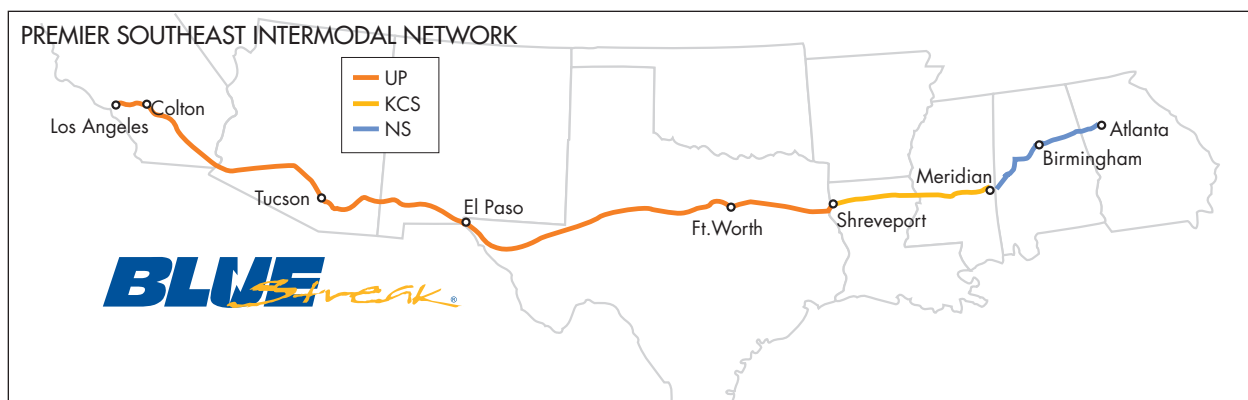 PREMIER SOUTHEAST INTERMODAL NETWORK
UP
KCS
NS
Los Angeles
Colton
Tucson
El Paso
Ft.Worth
Shreveport
Meridian
Birmingham
Atlanta
BLUE
Streak®